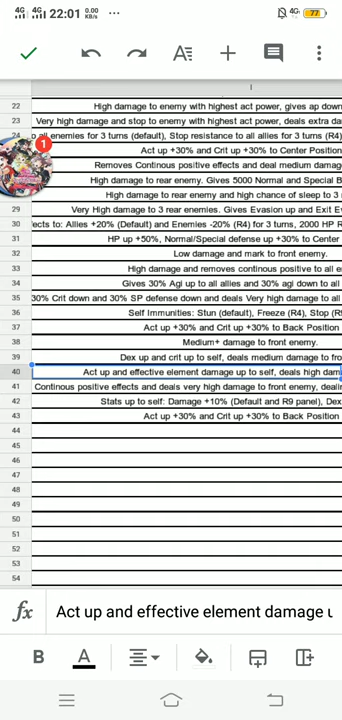 4G 4G 22:01 0.00 KB/s ... 4G 77
A
I
22 High damage to enemy with highest act power, gives ap down
23 Very high damage and stop to enemy with highest act power, deals extra da
24 o all enemies for 3 turns (default), Stop resistance to all allies for 3 turns (R4)
1
Act up +30% and Crit up +30% to Center Position
Removes Continous positive effects and deal medium damag
High damage to rear enemy. Gives 5000 Normal and Special B
High damage to rear enemy and high chance of sleep to 3
29 Very High damage to 3 rear enemies. Gives Evasion up and Exit E
30 ects to: Allies +20% (Default) and Enemies -20% (R4) for 3 turns, 2000 HP R
31 HP up +50%, Normal/Special defense up +30% to Center
32 Low damage and mark to front enemy.
33 High damage and removes continous positive to all e
34 Gives 30% Agi up to all allies and 30% agi down to all
35 30% Crit down and 30% SP defense down and deals Very high damage to all
36 Self Immunities: Stun (default), Freeze (R4), Stop (R
37 Act up +30% and Crit up +30% to Back Position
38 Medium+ damage to front enemy.
39 Dex up and crit up to self, deals medium damage to fro
40 Act up and effective element damage up to self, deals high dam
41 Continous positive effects and deals very high damage to front enemy, dealin
42 Stats up to self: Damage +10% (Default and R9 panel), Dex
43 Act up +30% and Crit up +30% to Back Position
44
45
46
47
48
49
50
51
52
53
54
fx Act up and effective element damage u
B A